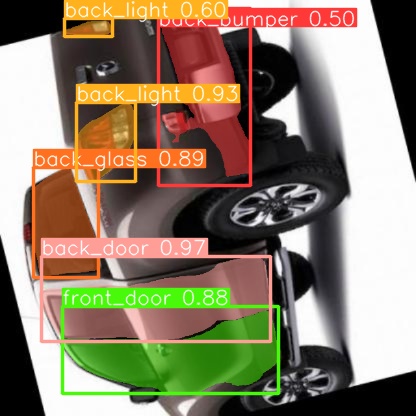 back_light 0.60
back_bumper 0.50
back_light 0.93
back_glass 0.89
back_door 0.97
front_door 0.88